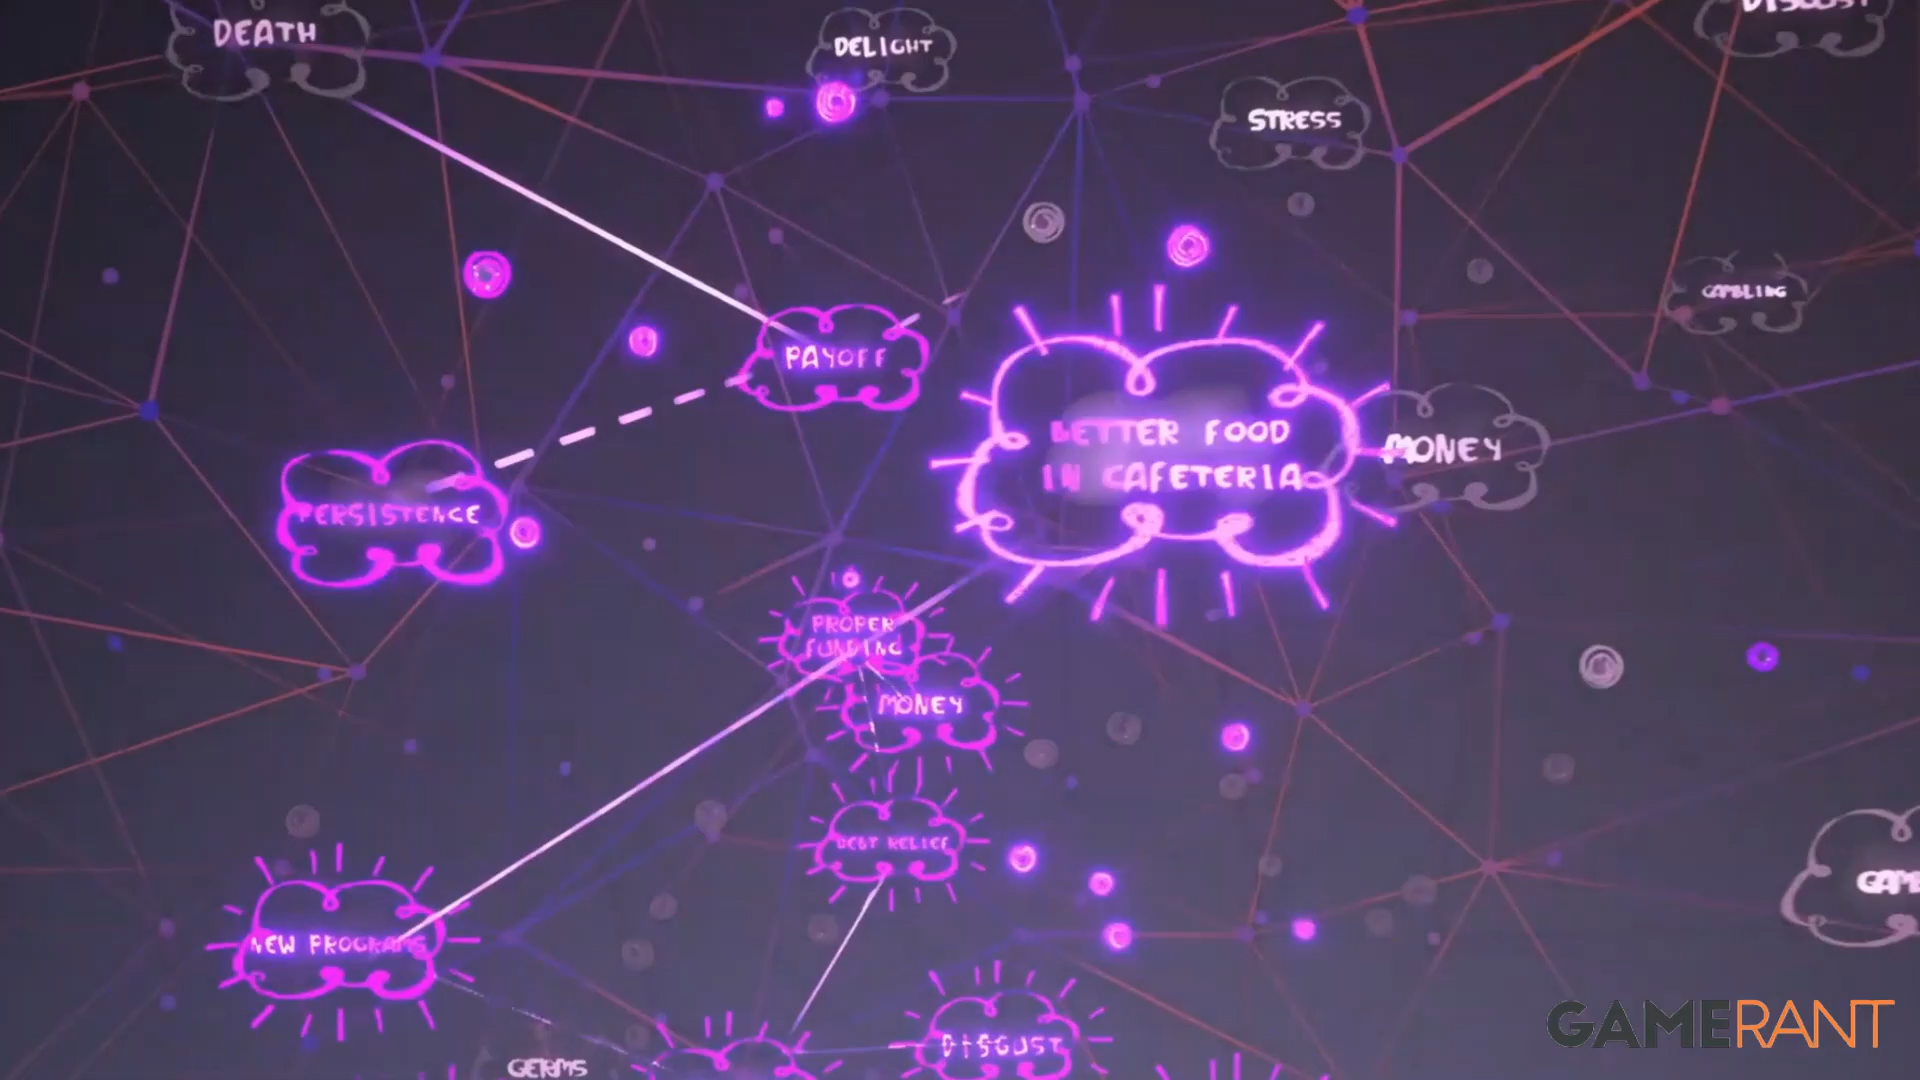 DEATH
DELIGHT
DISGUST
STRESS
GAMBLING
PAYOFF
BETTER FOOD
IN CAFETERIA
MONEY
PERSISTENCE
PROPER
FUNDING
MONEY
DEBT RELIEF
NEW PROGRAMS
DISGUST
GERMS
GAMERANT